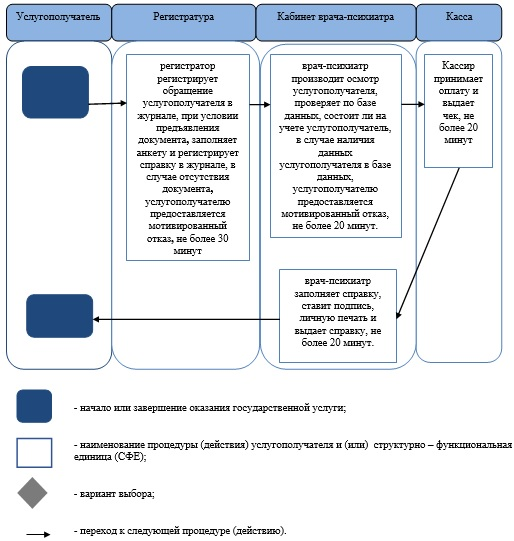 Услугополучатель
Регистратура
Кабинет врача-психиатра
Касса
регистратор
регистрирует
обращение
услугополучателя в
журнале, при условии
предъявления
документа, заполняет
анкету и регистрирует
справку в журнале, в
случае отсутствия
документа,
услугополучателю
предоставляется
мотивированный
отказ, не более 30
минут
врач-психиатр
производит осмотр
услугополучателя,
проверяет по базе
данных, состоит ли на
учете услугополучатель,
в случае наличия
данных
услугополучателя в базе
данных,
услугополучателю
предоставляется
мотивированный отказ,
не более 20 минут.
Кассир
принимает
оплату и
выдает
чек, не
более 20
минут
врач-психиатр
заполняет справку,
ставит подпись,
личную печать и
выдает справку, не
более 20 минут.
- начало или завершение оказания государственной услуги;
- наименование процедуры (действия) услугополучателя и (или) структурно – функциональная
единица (СФЕ);
- вариант выбора;
- переход к следующей процедуре (действию).